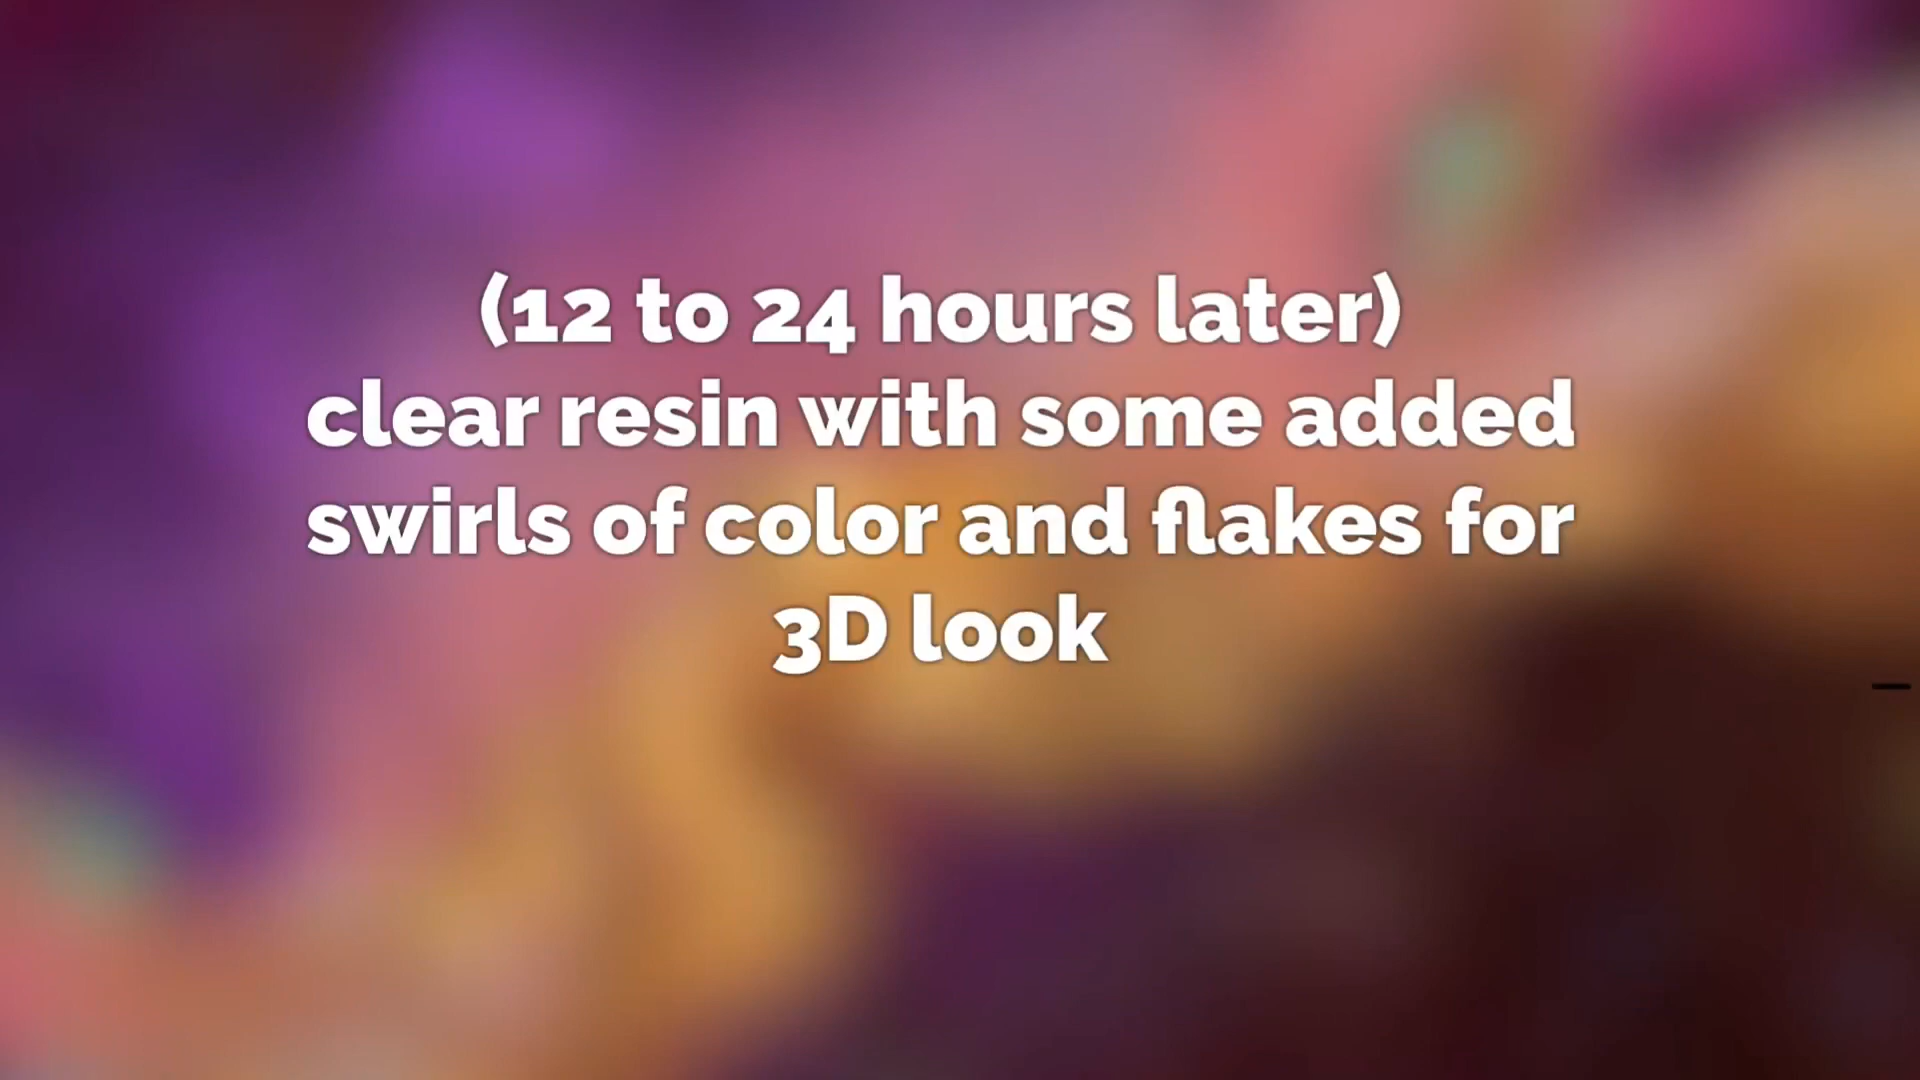 (12 to 24 hours later)
clear resin with some added
swirls of color and flakes for
3D look